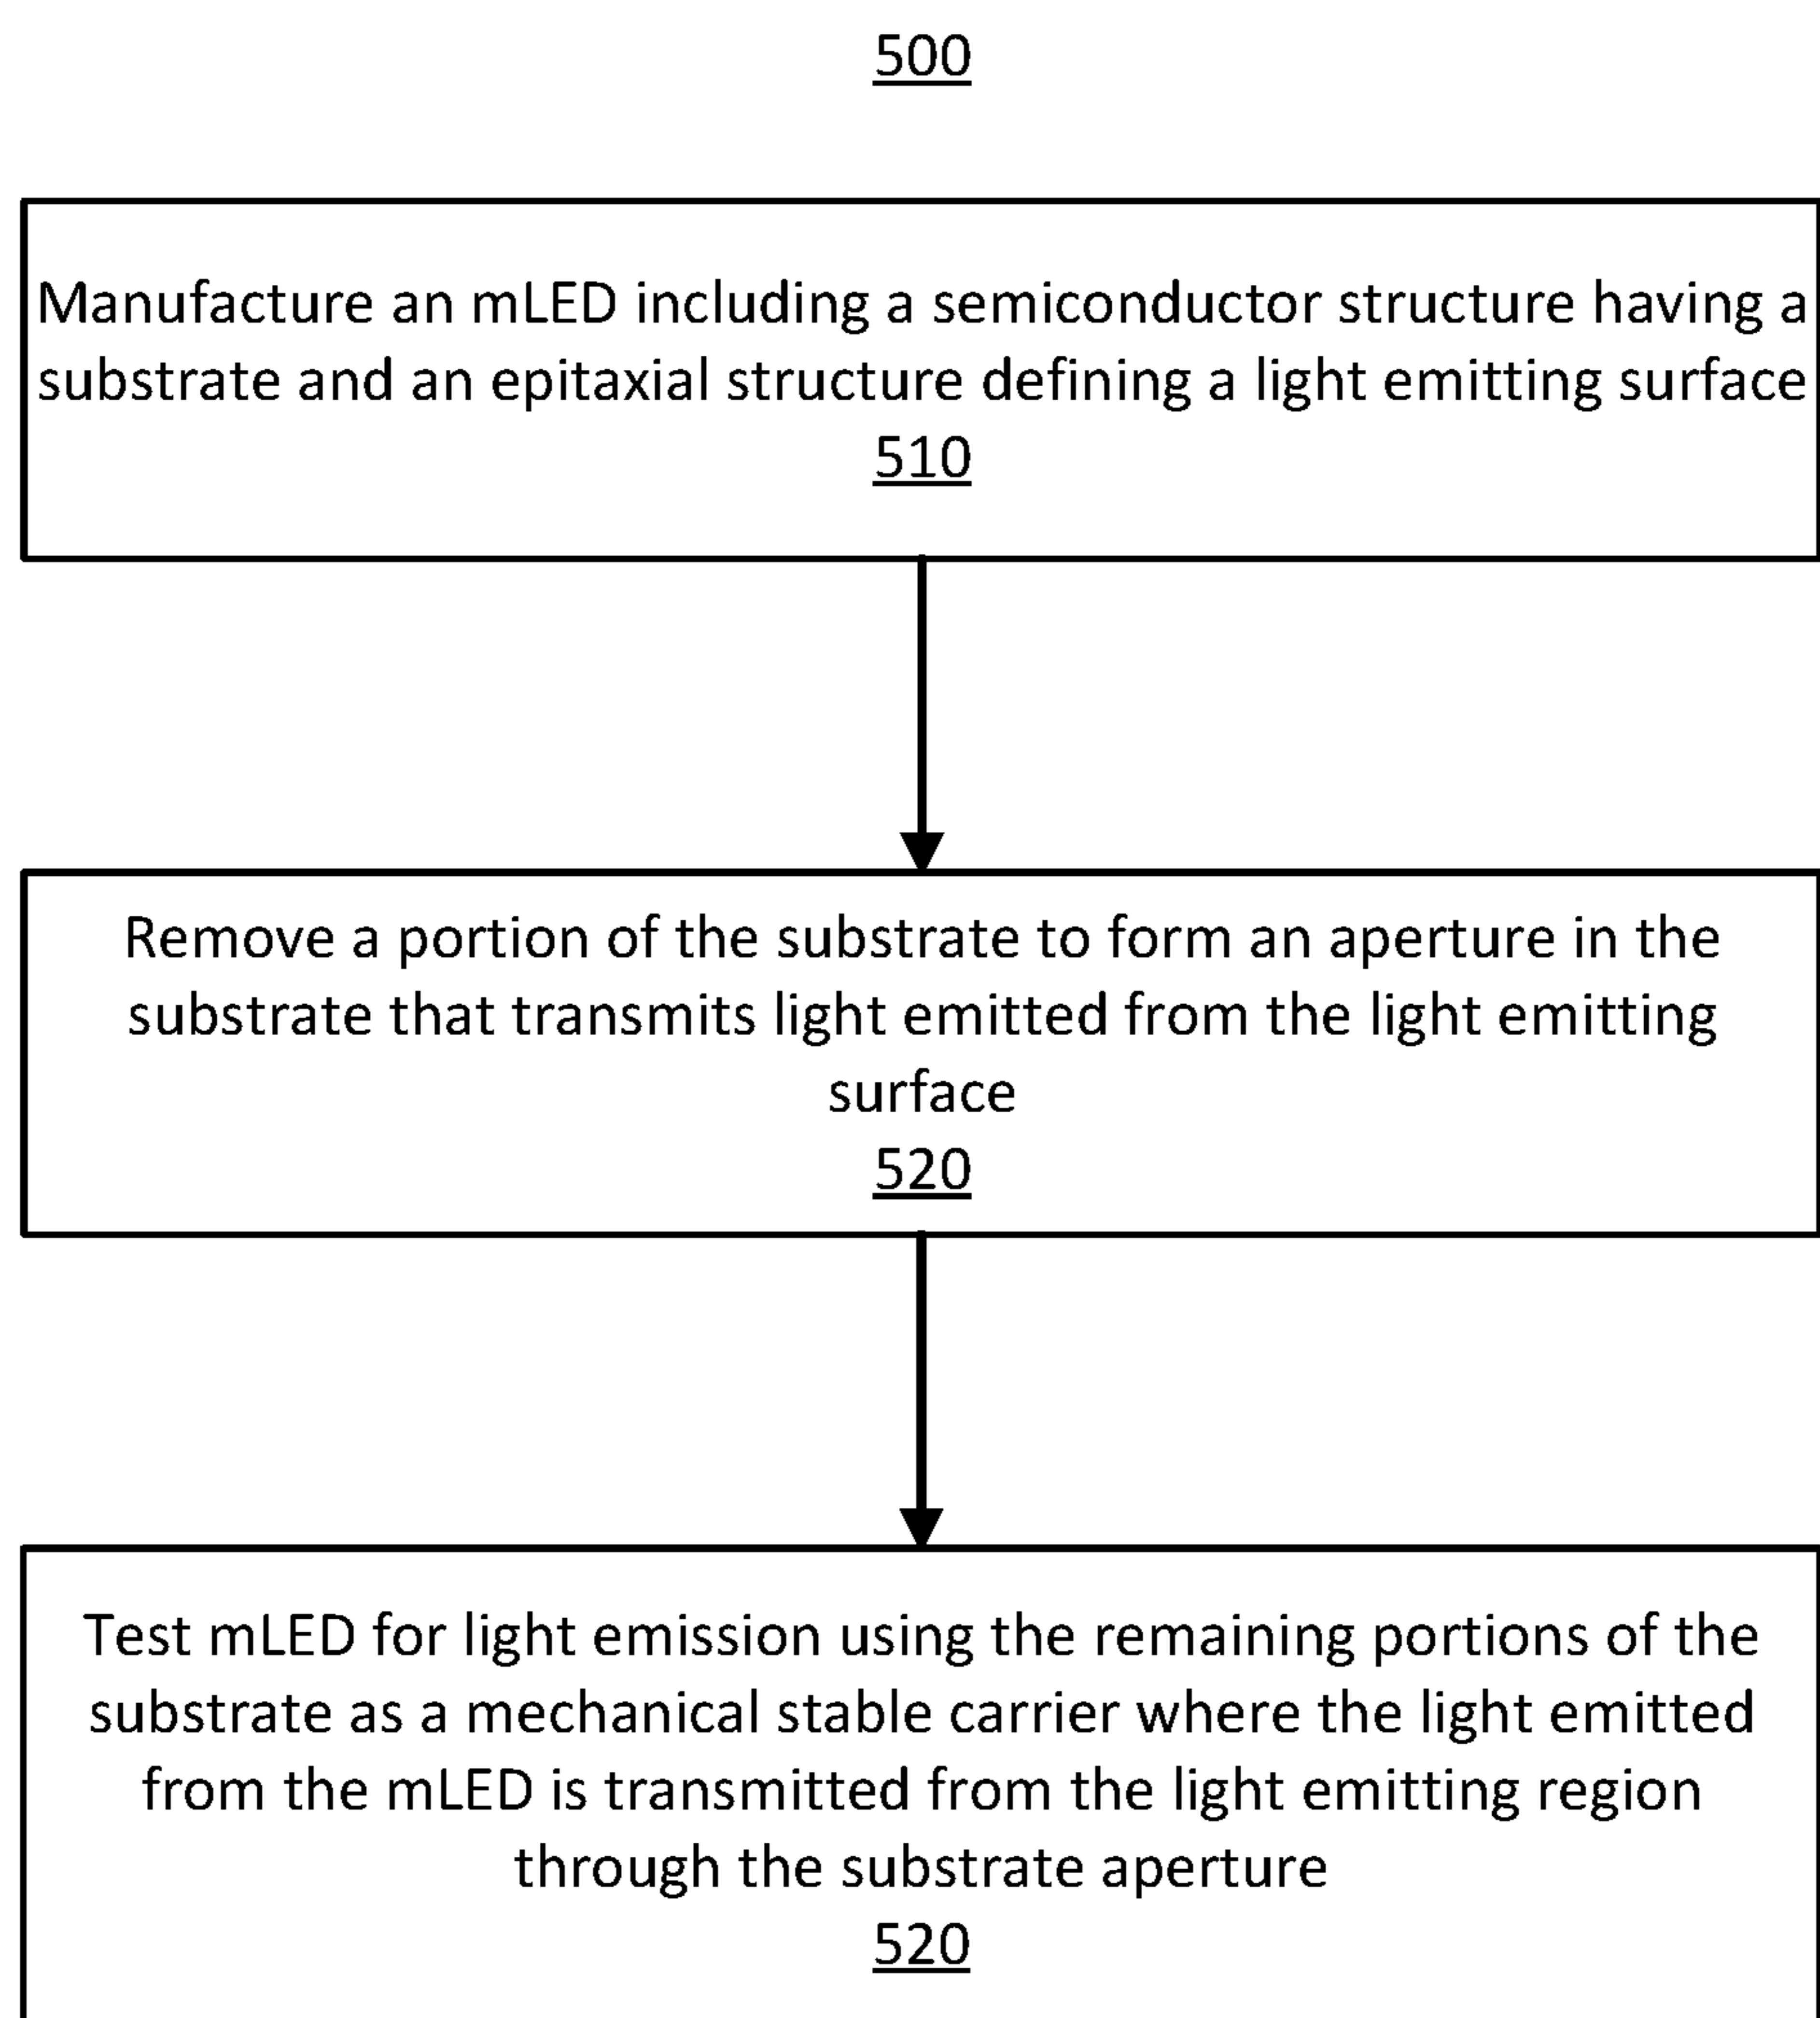 500
Manufacture an mLED including a semiconductor structure having a
substrate and an epitaxial structure defining a light emitting surface
510
Remove a portion of the substrate to form an aperture in the
substrate that transmits light emitted from the light emitting
surface
520
Test mLED for light emission using the remaining portions of the
substrate as a mechanical stable carrier where the light emitted
from the mLED is transmitted from the light emitting region
through the substrate aperture
520